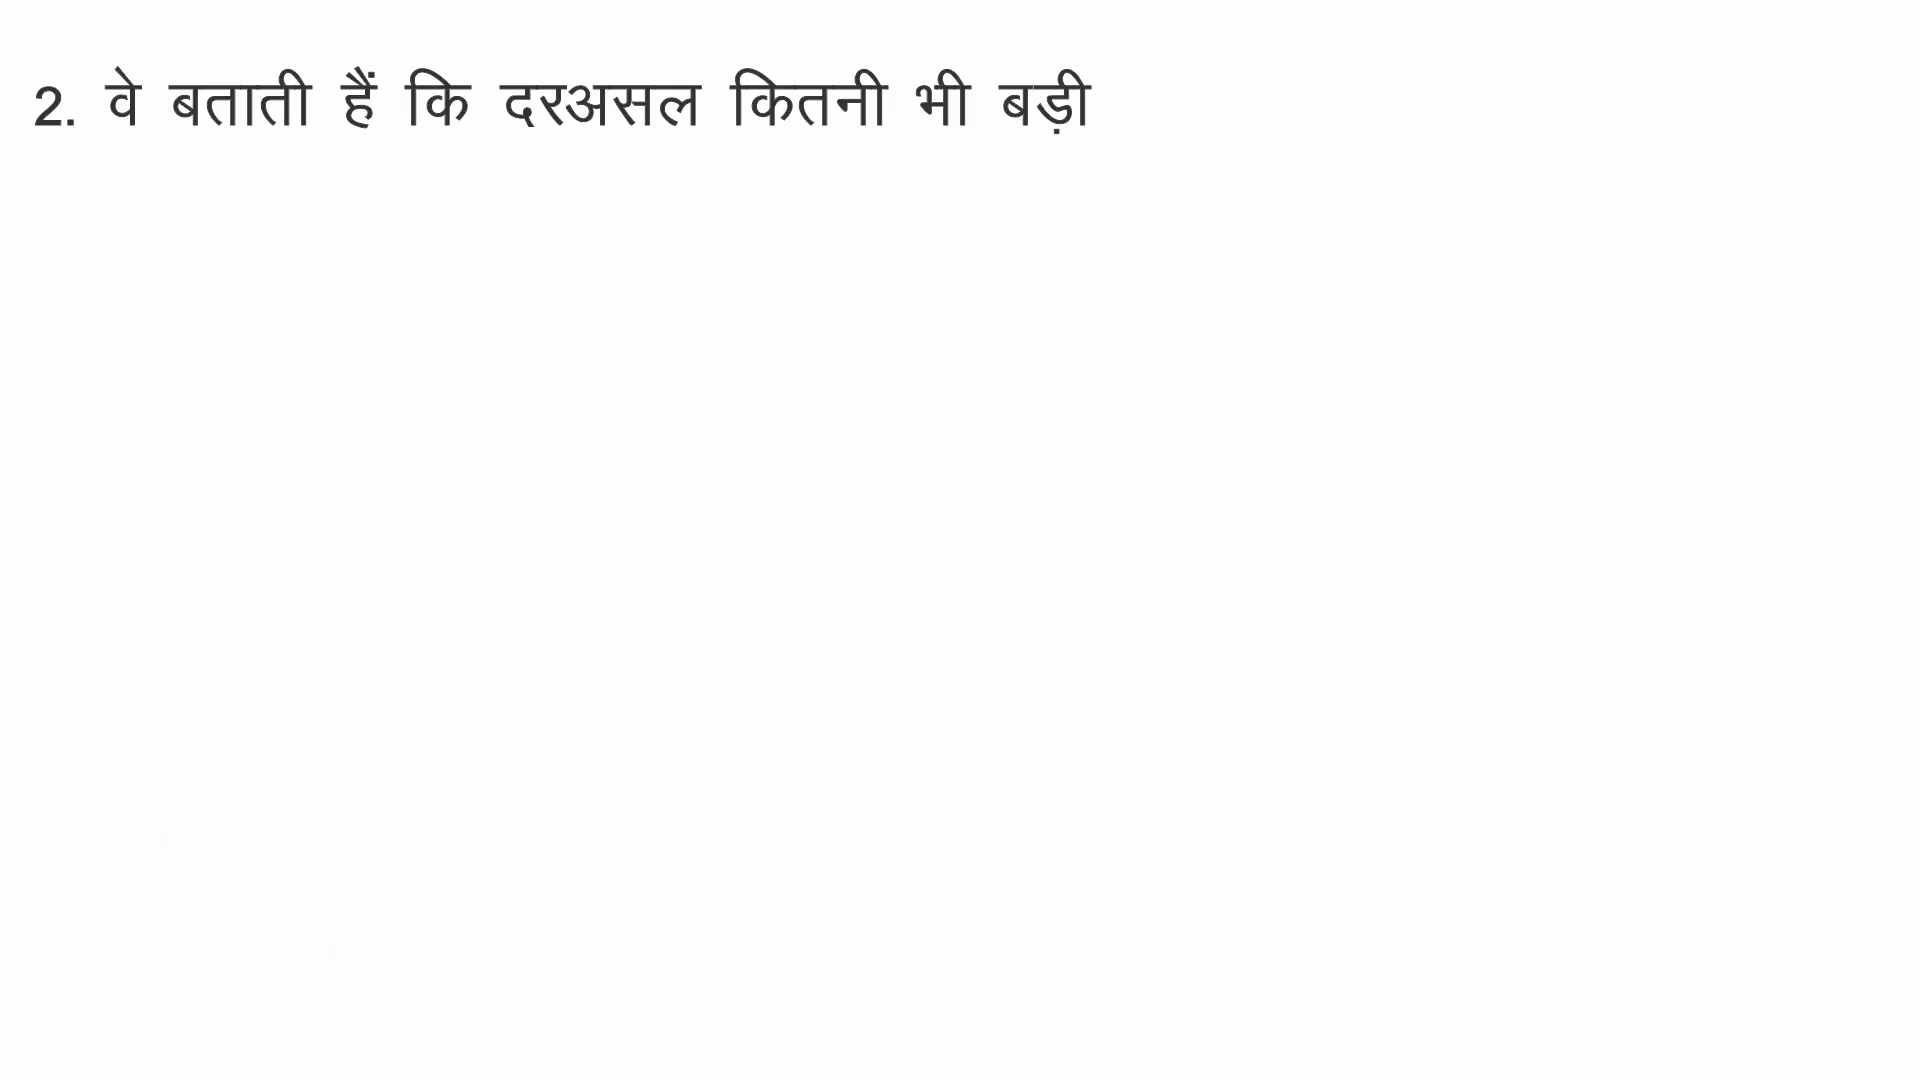 2. वे बताती हैं कि दरअसल कितनी भी बड़ी